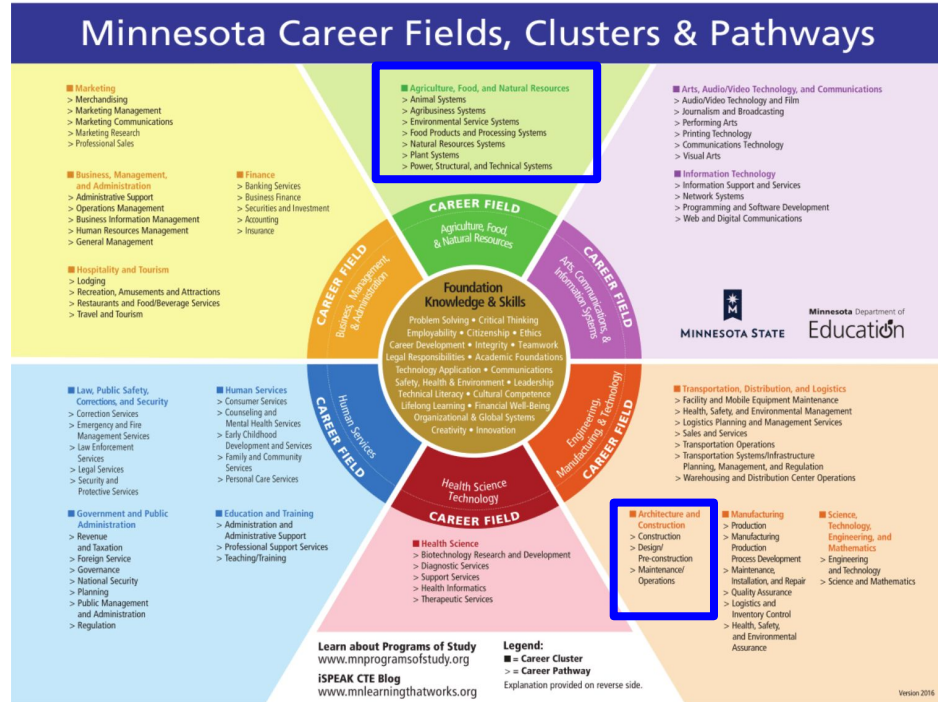 Minnesota Career Fields, Clusters & Pathways
■ Marketing
> Merchandising
> Marketing Management
> Marketing Communications
> Marketing Research
> Professional Sales
■ Business, Management,
and Administration
> Administrative Support
> Operations Management
> Business Information Management
> Human Resources Management
> General Management
■ Finance
> Banking Services
> Business Finance
> Securities and Investment
> Accounting
> Insurance
■ Hospitality and Tourism
> Lodging
> Recreation, Amusements and Attractions
> Restaurants and Food/Beverage Services
> Travel and Tourism
■ Agriculture, Food, and Natural Resources
> Animal Systems
> Agribusiness Systems
> Environmental Service Systems
> Food Products and Processing Systems
> Natural Resources Systems
> Plant Systems
> Power, Structural, and Technical Systems
■ Arts, Audio/Video Technology, and Communications
> Audio/Video Technology and Film
> Journalism and Broadcasting
> Performing Arts
> Printing Technology
> Communications Technology
> Visual Arts
■ Information Technology
> Information Support and Services
> Network Systems
> Programming and Software Development
> Web and Digital Communications
MINNESOTA STATE
Minnesota Department of
Education
CAREER FIELD
Agriculture, Food,
& Natural Resources
CAREER FIELD
Arts, Communications, &
Information Systems
CAREER FIELD
Business, Management,
& Administration
Foundation
Knowledge & Skills
Problem Solving • Critical Thinking
Employability • Citizenship • Ethics
Career Development • Integrity • Teamwork
Legal Responsibilities • Academic Foundations
Technology Application • Communications
Safety, Health & Environment • Leadership
Technical Literacy • Cultural Competence
Lifelong Learning • Financial Well-Being
Organizational & Global Systems
Creativity • Innovation
CAREER FIELD
Human Services
Health Science
Technology
CAREER FIELD
Engineering,
Manufacturing, & Technology
CAREER FIELD
■ Law, Public Safety,
Corrections, and Security
> Correction Services
> Emergency and Fire
Management Services
> Law Enforcement
Services
> Legal Services
> Security and
Protective Services
■ Human Services
> Consumer Services
> Counseling and
Mental Health Services
> Early Childhood
Development and Services
> Family and Community
Services
> Personal Care Services
■ Government and Public
Administration
> Revenue
and Taxation
> Foreign Service
> Governance
> National Security
> Planning
> Public Management
and Administration
> Regulation
■ Education and Training
> Administration and
Administrative Support
> Professional Support Services
> Teaching/Training
■ Health Science
> Biotechnology Research and Development
> Diagnostic Services
> Support Services
> Health Informatics
> Therapeutic Services
■ Transportation, Distribution, and Logistics
> Facility and Mobile Equipment Maintenance
> Health, Safety, and Environmental Management
> Logistics Planning and Management Services
> Sales and Services
> Transportation Operations
> Transportation Systems/Infrastructure
Planning, Management, and Regulation
> Warehousing and Distribution Center Operations
■ Architecture and
Construction
> Construction
> Design/
Pre-construction
> Maintenance/
Operations
■ Manufacturing
> Production
> Manufacturing
Production
Process Development
> Maintenance,
Installation, and Repair
> Quality Assurance
> Logistics and
Inventory Control
> Health, Safety,
and Environmental
Assurance
■ Science,
Technology,
Engineering, and
Mathematics
> Engineering
and Technology
> Science and Mathematics
Learn about Programs of Study
www.mnprogramsofstudy.org
iSPEAK CTE Blog
www.mnlearningthatworks.org
Legend:
■ = Career Cluster
> = Career Pathway
Explanation provided on reverse side.
Version 2016